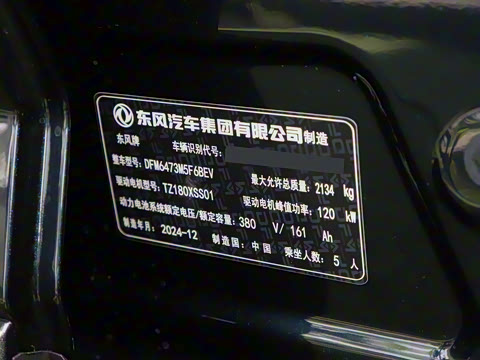 东风汽车集团有限公司 制造
东风牌 车辆识别代号:
整车型号: DFM6473M5F6BEV 最大允许总质量: 2134 kg
驱动电机型号: TZ180XSS01 驱动电机峰值功率: 120 kW
动力电池系统额定电压/额定容量: 380 V/ 161 Ah
制造年月: 2024-12 制造国: 中国 乘坐人数: 5 人